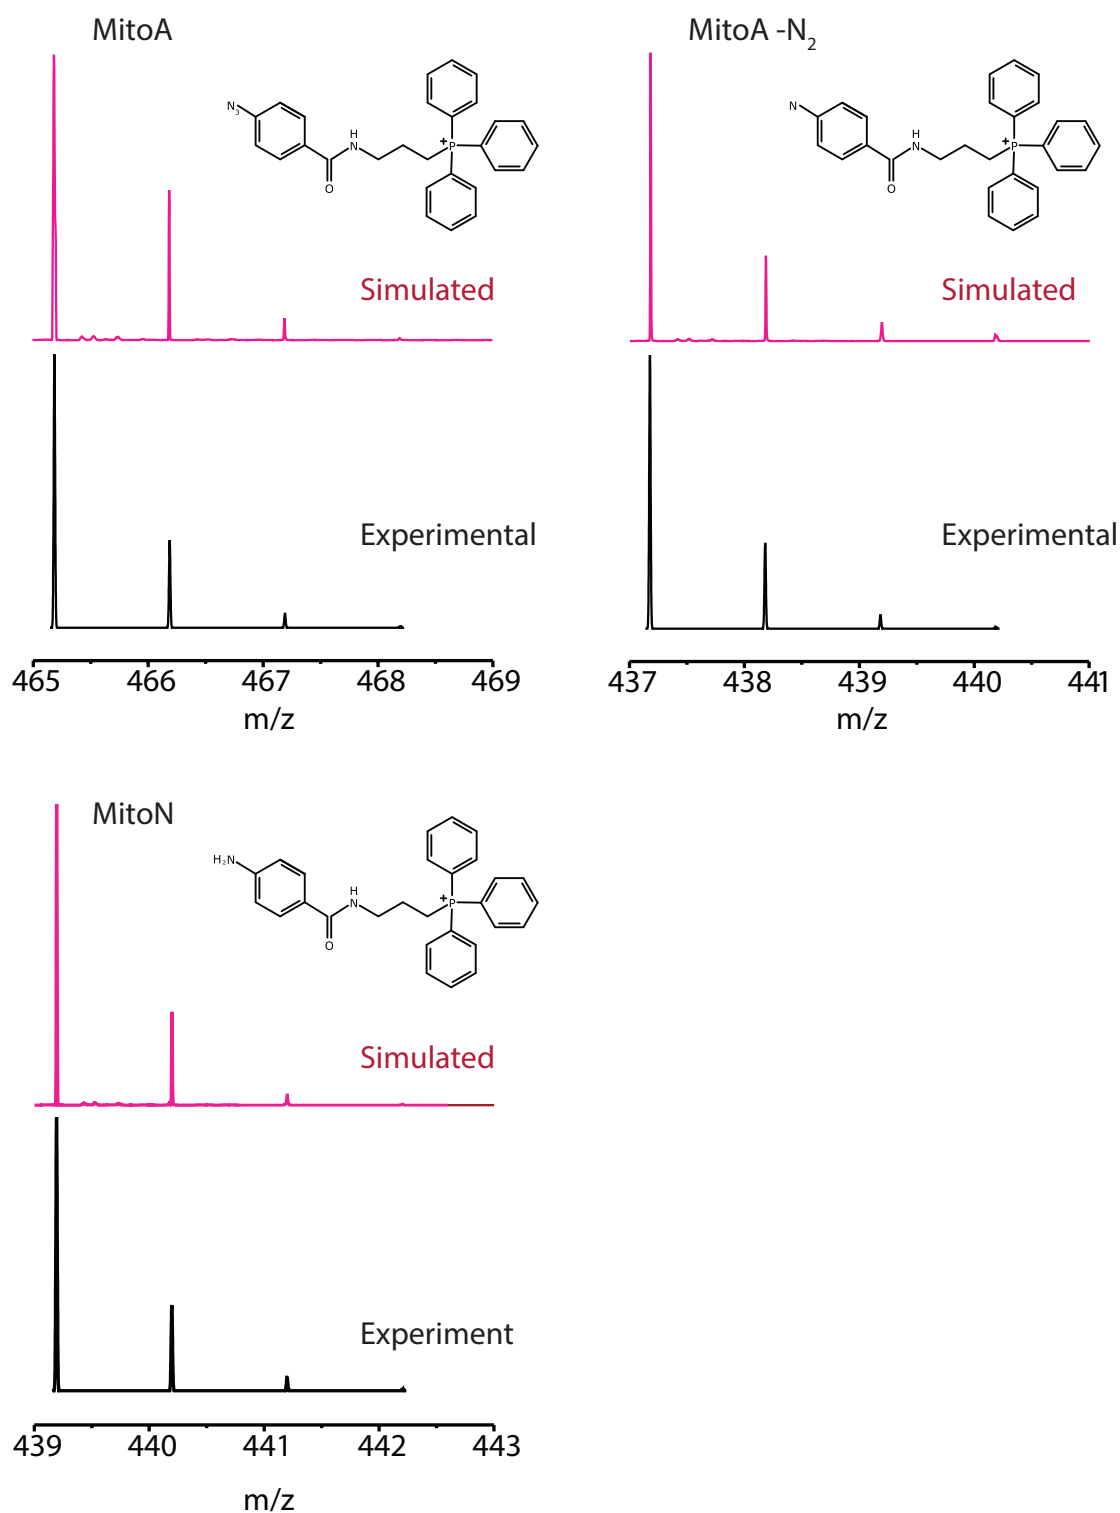 MitoA
N3
H
N
O
+
P
Simulated
Experimental
465 466 467 468 469
m/z
MitoA -N2
N
H
N
O
+
P
Simulated
Experimental
437 438 439 440 441
m/z
MitoN
H2N
H
N
O
+
P
Simulated
Experiment
439 440 441 442 443
m/z